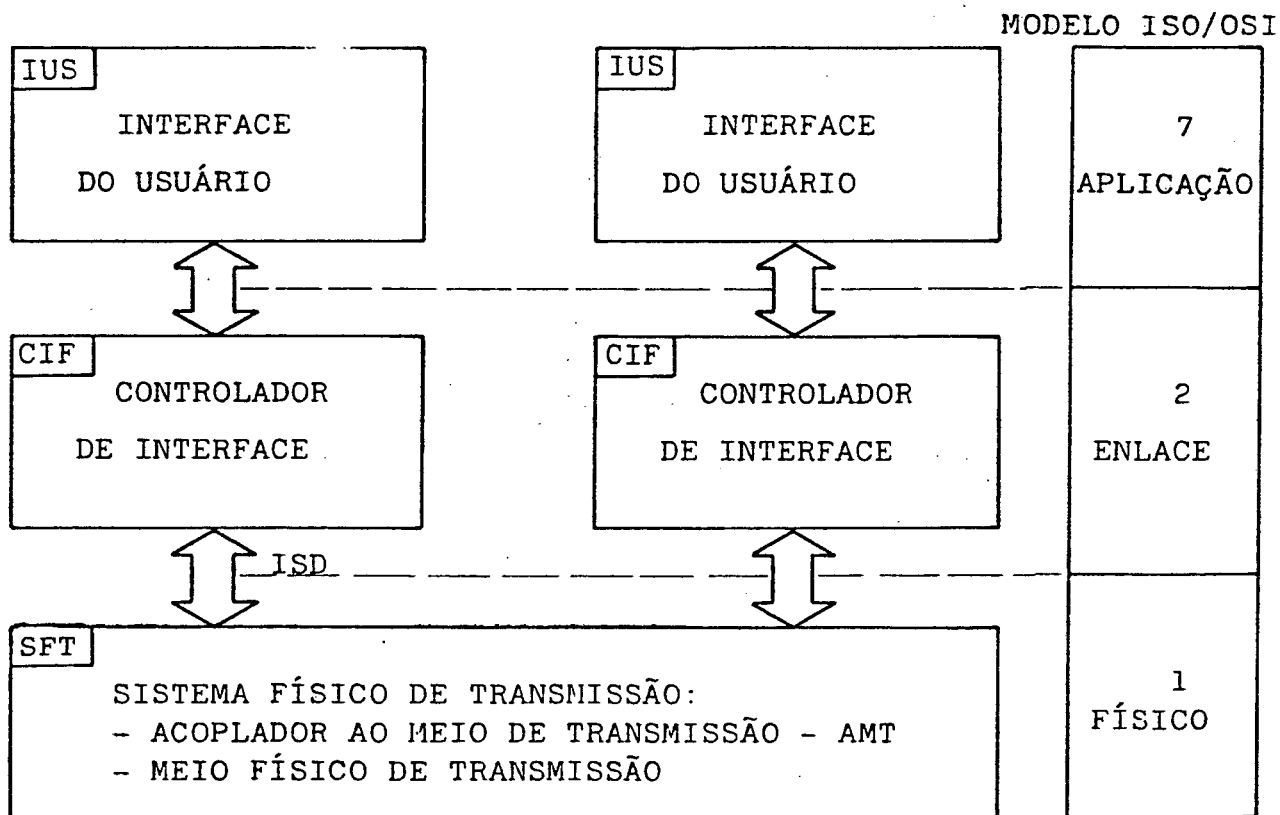 MODELO ISO/OSI
IUS
INTERFACE
DO USUÁRIO
IUS
INTERFACE
DO USUÁRIO
7
APLICAÇÃO
CIF
CONTROLADOR
DE INTERFACE
CIF
CONTROLADOR
DE INTERFACE
2
ENLACE
ISD
SFT
SISTEMA FÍSICO DE TRANSMISSÃO:
- ACOPLADOR AO MEIO DE TRANSMISSÃO - AMT
- MEIO FÍSICO DE TRANSMISSÃO
1
FÍSICO